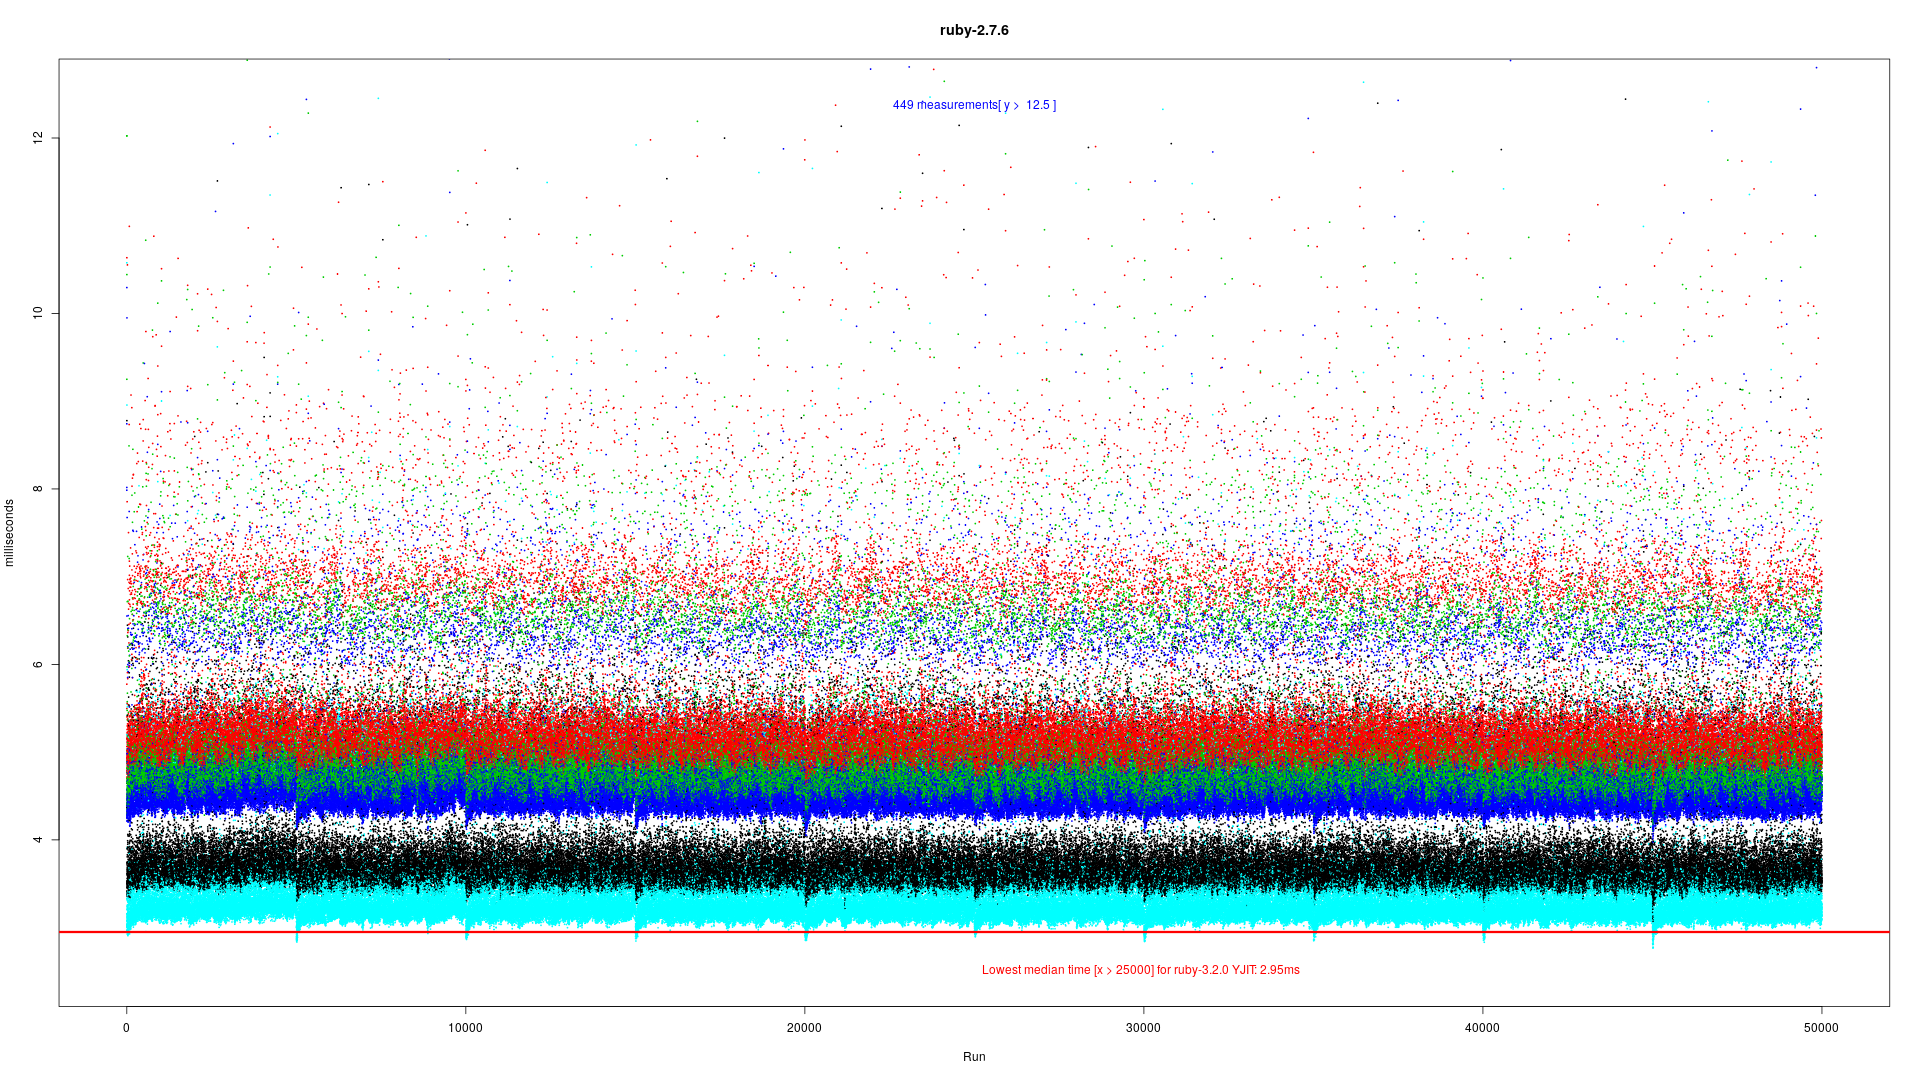 ruby-2.7.6
449 measurements[ y > 12.5 ]
12
10
8
6
4
milliseconds
Lowest median time [x > 25000] for ruby-3.2.0 YJIT: 2.95ms
0 10000 20000 30000 40000 50000
Run